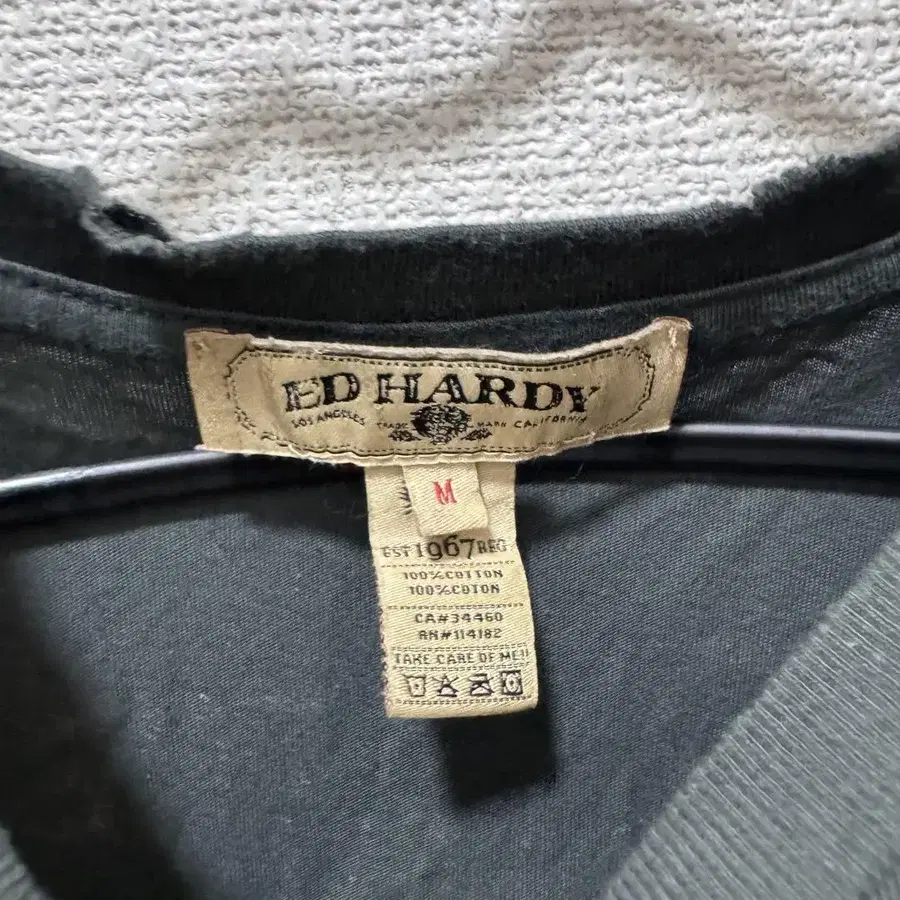 ED HARDY
LOS ANGELES TRADE MARK CALIFORNIA
M
EST 1967 REG
100%COTTON
100%COTON
CA#34460
RN#114182
TAKE CARE OF ME!!